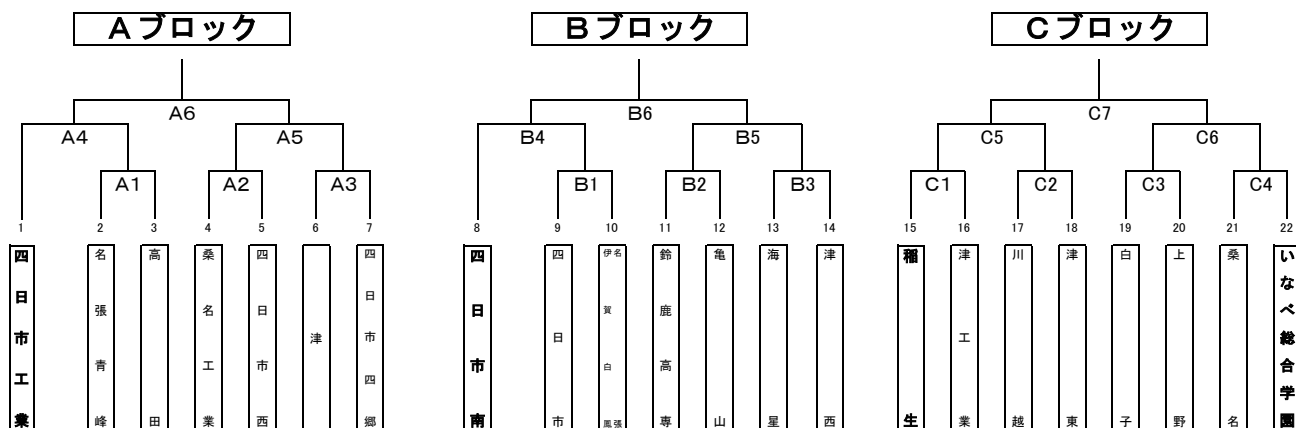 Aブロック Bブロック Cブロック
A6 B6 C7
A4 A5 B4 B5 C5 C6
A1 A2 A3 B1 B2 B3 C1 C2 C3 C4
1 2 3 4 5 6 7 8 9 10 11 12 13 14 15 16 17 18 19 20 21 22
四日市工業
名張青峰
高田
桑名工業
四日市西
津
四日市四郷
四日市南
四日市
名張
伊賀白鳳
鈴鹿高専
亀山
海星
津西
稲生
津工業
川越
津東
白子
上野
桑名
いなべ総合学園